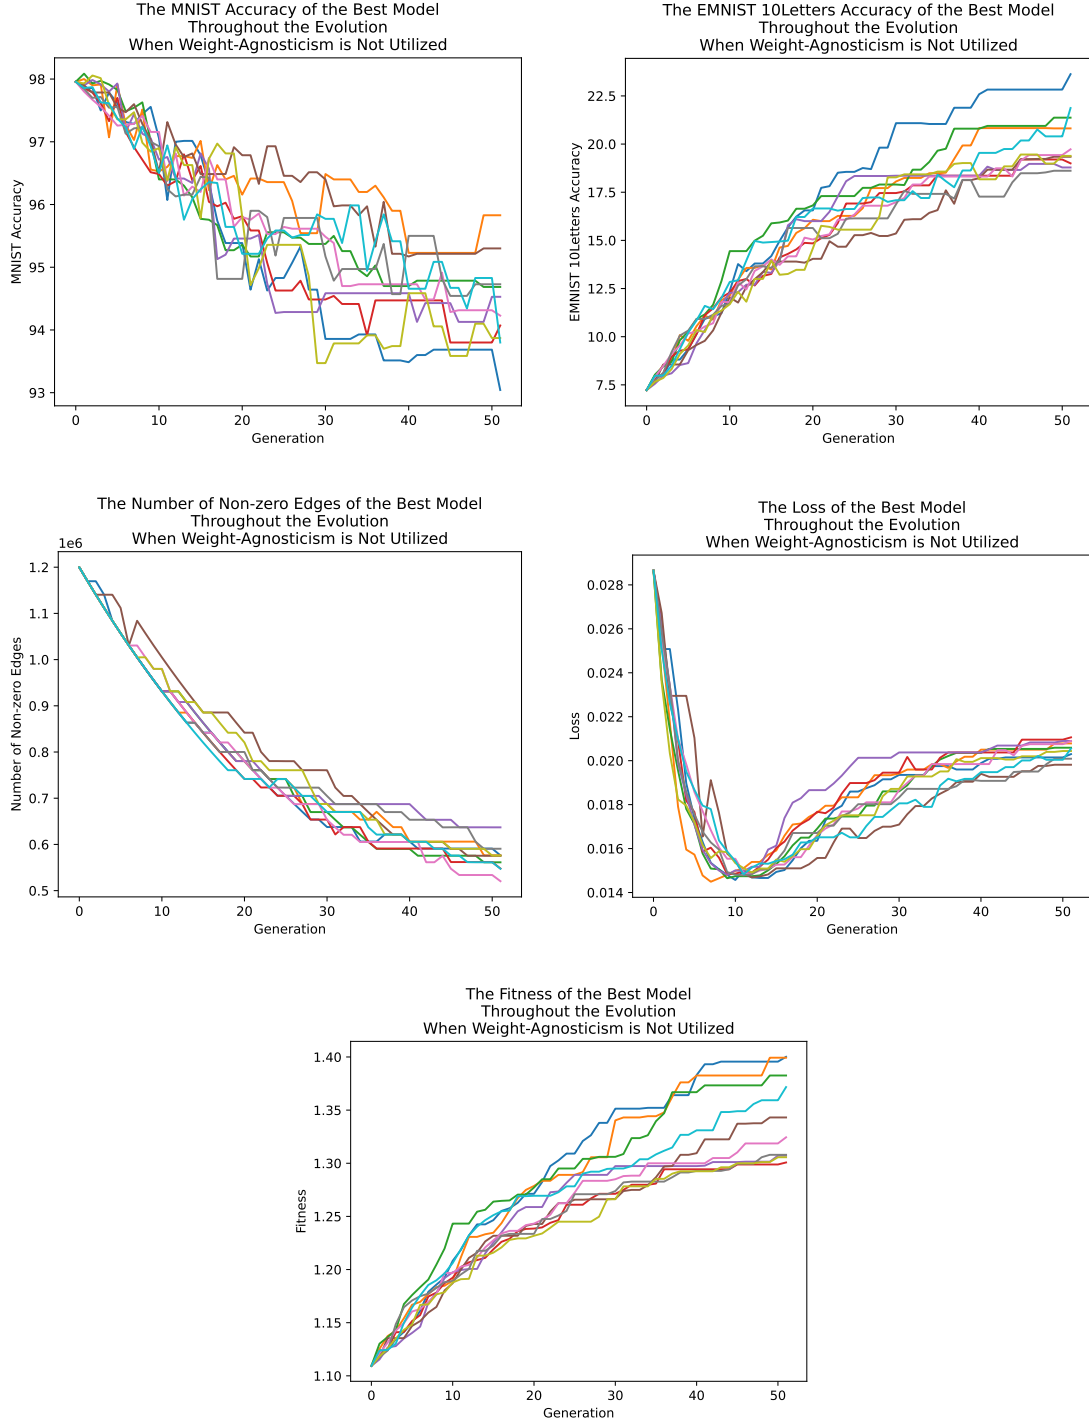 The MNIST Accuracy of the Best Model
Throughout the Evolution
When Weight-Agnosticism is Not Utilized
98
97
96
95
94
93
MNIST Accuracy
0 10 20 30 40 50
Generation
The EMNIST 10Letters Accuracy of the Best Model
Throughout the Evolution
When Weight-Agnosticism is Not Utilized
22.5
20.0
17.5
15.0
12.5
10.0
7.5
EMNIST 10Letters Accuracy
0 10 20 30 40 50
Generation
The Number of Non-zero Edges of the Best Model
Throughout the Evolution
When Weight-Agnosticism is Not Utilized
1e6
1.2
1.1
1.0
0.9
0.8
0.7
0.6
0.5
Number of Non-zero Edges
0 10 20 30 40 50
Generation
The Loss of the Best Model
Throughout the Evolution
When Weight-Agnosticism is Not Utilized
0.028
0.026
0.024
0.022
0.020
0.018
0.016
0.014
Loss
0 10 20 30 40 50
Generation
The Fitness of the Best Model
Throughout the Evolution
When Weight-Agnosticism is Not Utilized
1.40
1.35
1.30
1.25
1.20
1.15
1.10
Fitness
0 10 20 30 40 50
Generation